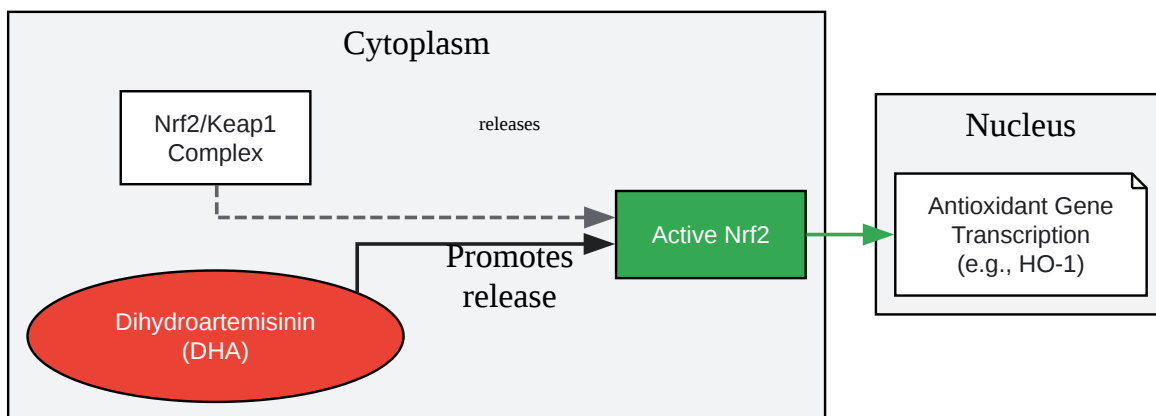 Cytoplasm
Nrf2/Keap1
Complex
releases
Active Nrf2
Promotes
release
Dihydroartemisinin
(DHA)
Nucleus
Antioxidant Gene
Transcription
(e.g., HO-1)